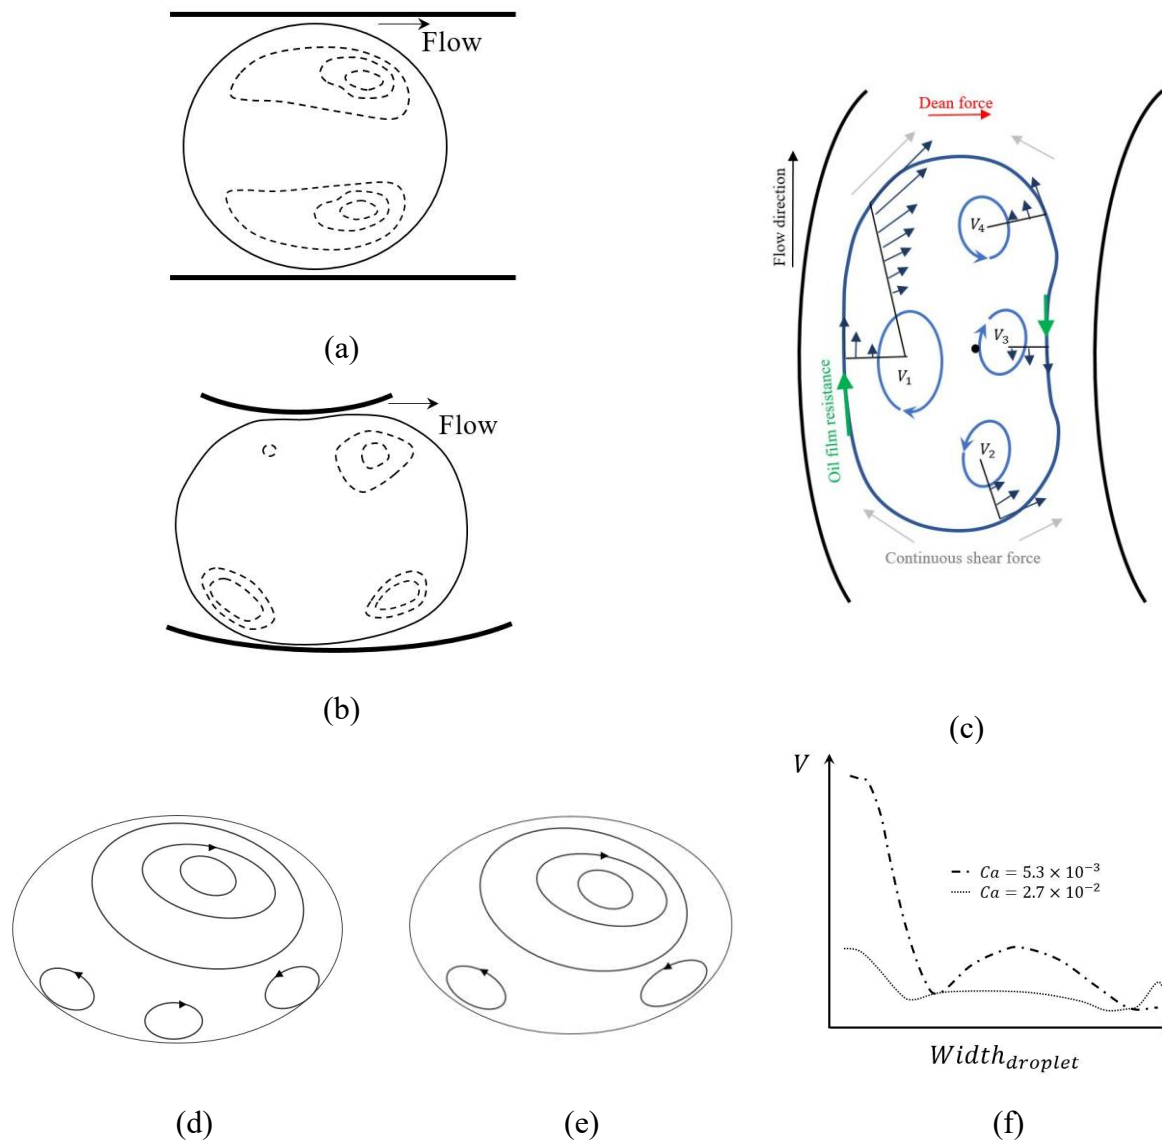 Flow
(a)
Flow
(b)
Dean force
Flow direction
V₄
V₃
V₁
Oil film resistance
V₂
Continuous shear force
(c)
(d)
(e)
V
Ca = 5.3 × 10⁻³
Ca = 2.7 × 10⁻²
Width_droplet
(f)